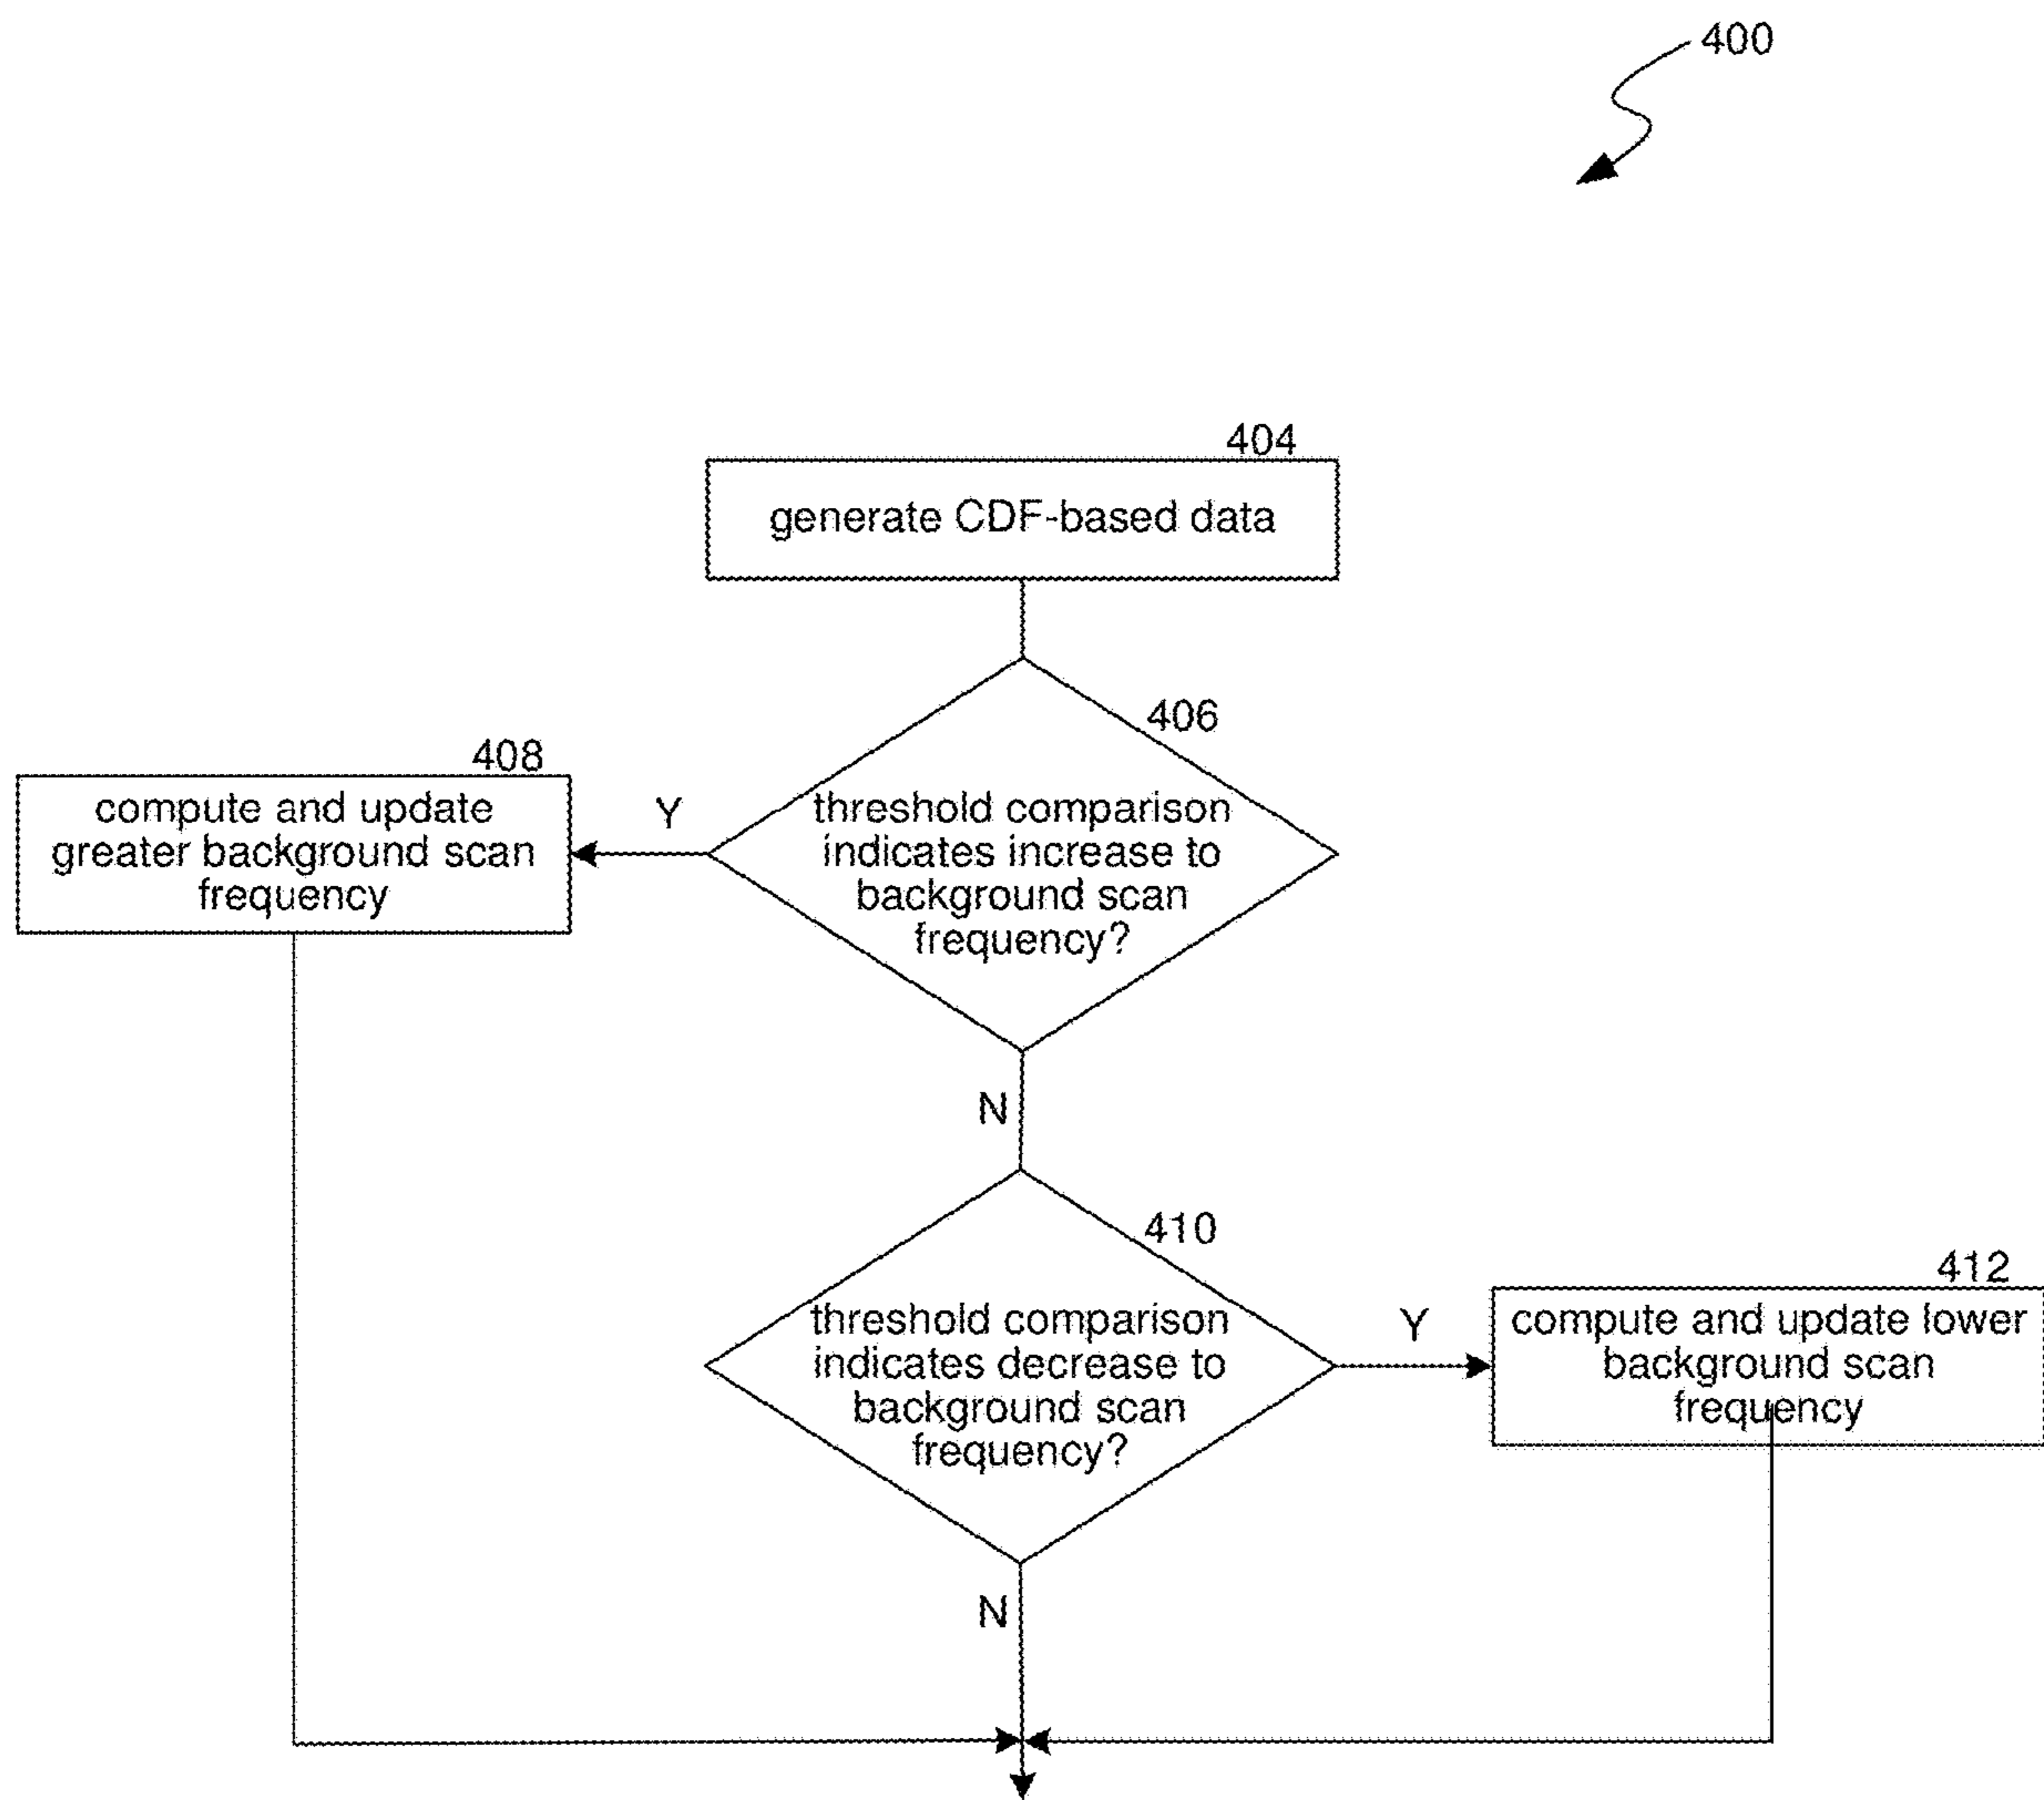 400
404
generate CDF-based data
406
threshold comparison
indicates increase to
background scan
frequency?
Y
408
compute and update
greater background scan
frequency
N
410
threshold comparison
indicates decrease to
background scan
frequency?
Y
412
compute and update lower
background scan
frequency
N